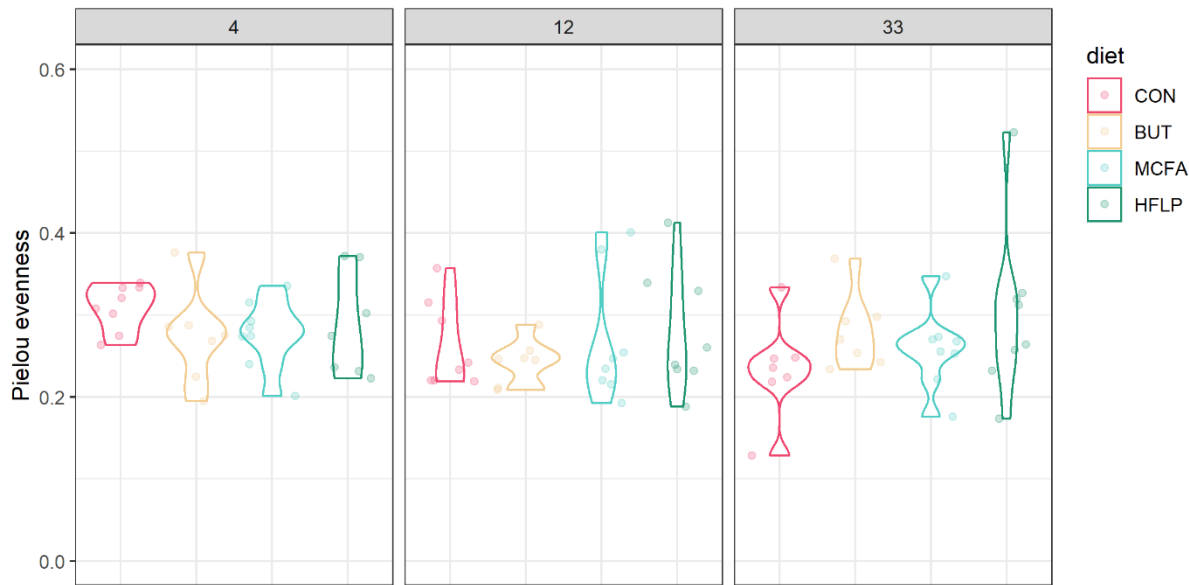 4
12
33
Pielou evenness
0.6
0.4
0.2
0.0
diet
CON
BUT
MCFA
HFLP